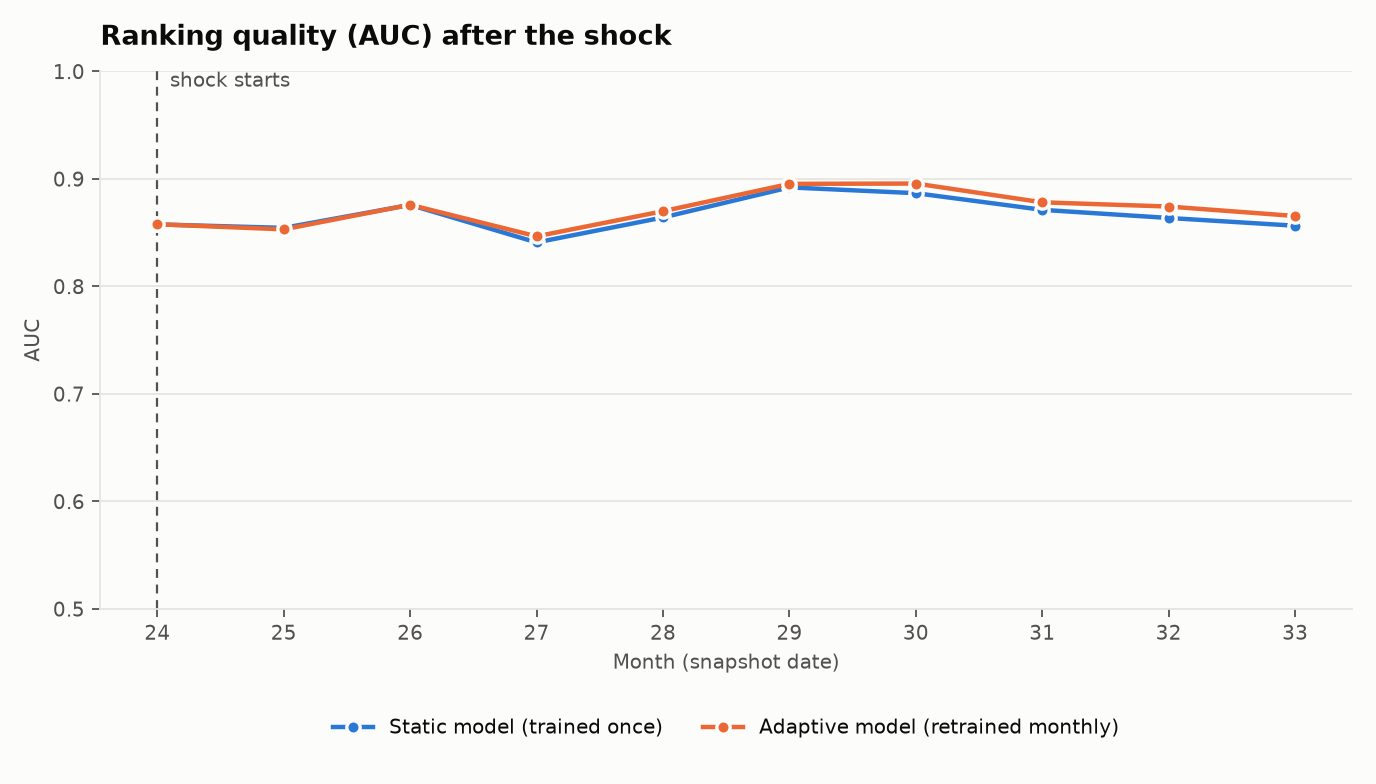 Ranking quality (AUC) after the shock
1.0
shock starts
0.9
0.8
0.7
0.6
0.5
AUC
24 25 26 27 28 29 30 31 32 33
Month (snapshot date)
Static model (trained once) Adaptive model (retrained monthly)